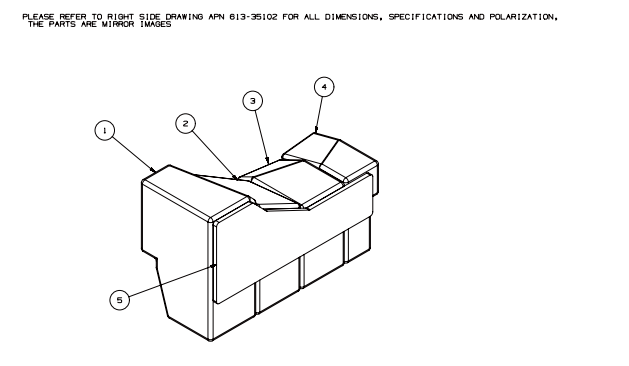 PLEASE REFER TO RIGHT SIDE DRAWING APN 613-35102 FOR ALL DIMENSIONS, SPECIFICATIONS AND POLARIZATION,
THE PARTS ARE MIRROR IMAGES
4
3
2
1
5